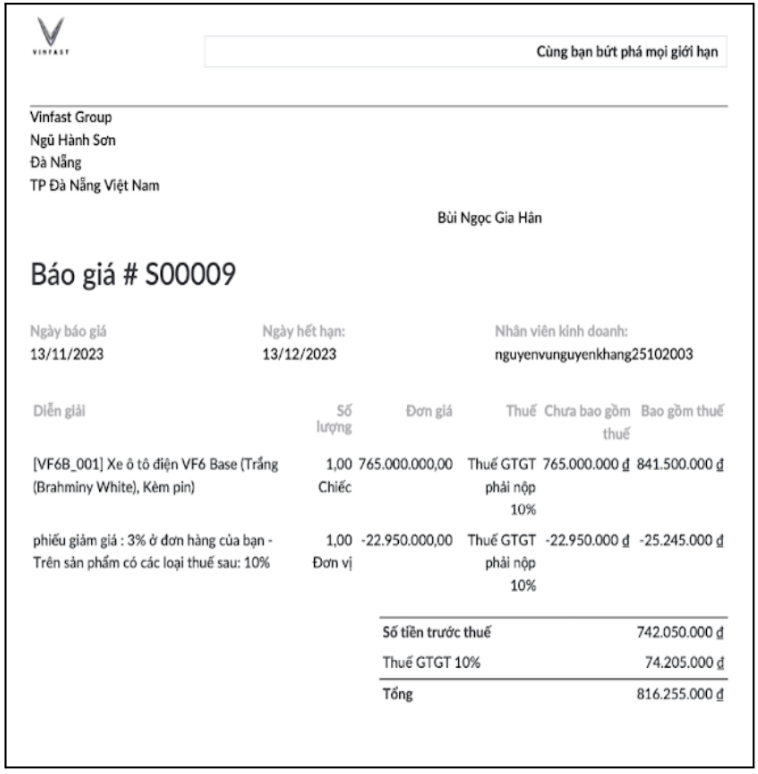 VINFAST
Cùng bạn bứt phá mọi giới hạn
Vinfast Group
Ngũ Hành Sơn
Đà Nẵng
TP Đà Nẵng Việt Nam
Bùi Ngọc Gia Hân
Báo giá # S00009
Ngày báo giá Ngày hết hạn: Nhân viên kinh doanh:
13/11/2023 13/12/2023 nguyenvunguyenkhang25102003
Diễn giải Số Đơn giá Thuế Chưa bao gồm Bao gồm thuế
lượng thuế
[VF6B_001] Xe ô tô điện VF6 Base (Trắng 1,00 765.000.000,00 Thuế GTGT 765.000.000 ₫ 841.500.000 ₫
(Brahminy White), Kèm pin) Chiếc phải nộp
10%
phiếu giảm giá : 3% ở đơn hàng của bạn - 1,00 -22.950.000,00 Thuế GTGT -22.950.000 ₫ -25.245.000 ₫
Trên sản phẩm có các loại thuế sau: 10% Đơn vị phải nộp
10%
Số tiền trước thuế 742.050.000 ₫
Thuế GTGT 10% 74.205.000 ₫
Tổng 816.255.000 ₫